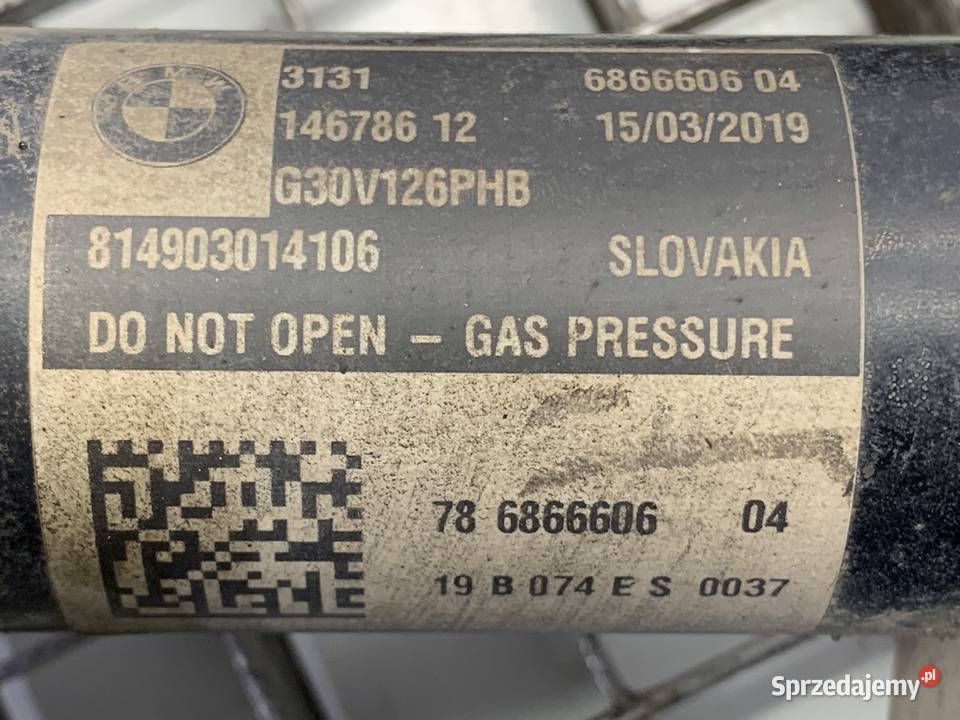 BMW
3131 6866606 04
146786 12 15/03/2019
G30V126PHB
814903014106 SLOVAKIA
DO NOT OPEN – GAS PRESSURE
78 6866606 04
19 B 074 E S 0037
Sprzedajemy.pl